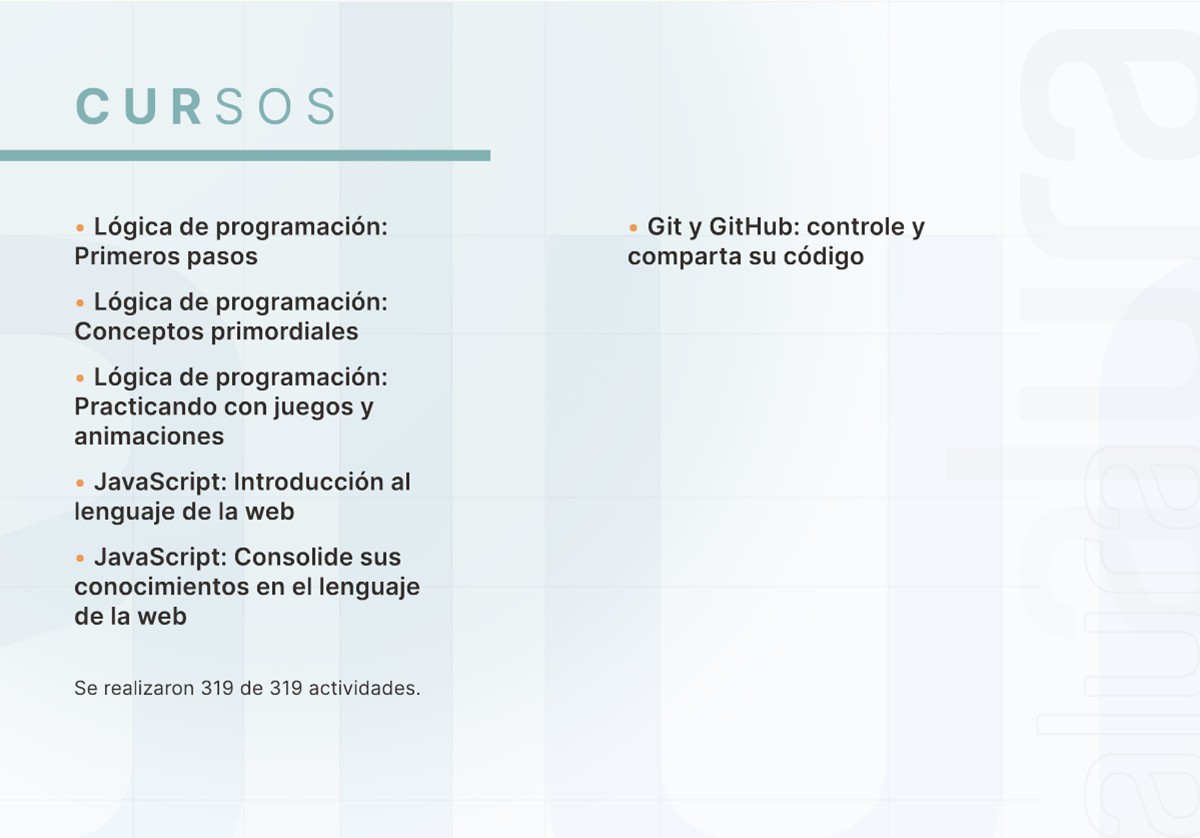 CURSOS
• Lógica de programación:
Primeros pasos
• Lógica de programación:
Conceptos primordiales
• Lógica de programación:
Practicando con juegos y
animaciones
• JavaScript: Introducción al
lenguaje de la web
• JavaScript: Consolide sus
conocimientos en el lenguaje
de la web
Se realizaron 319 de 319 actividades.
• Git y GitHub: controle y
comparta su código
alura
alura